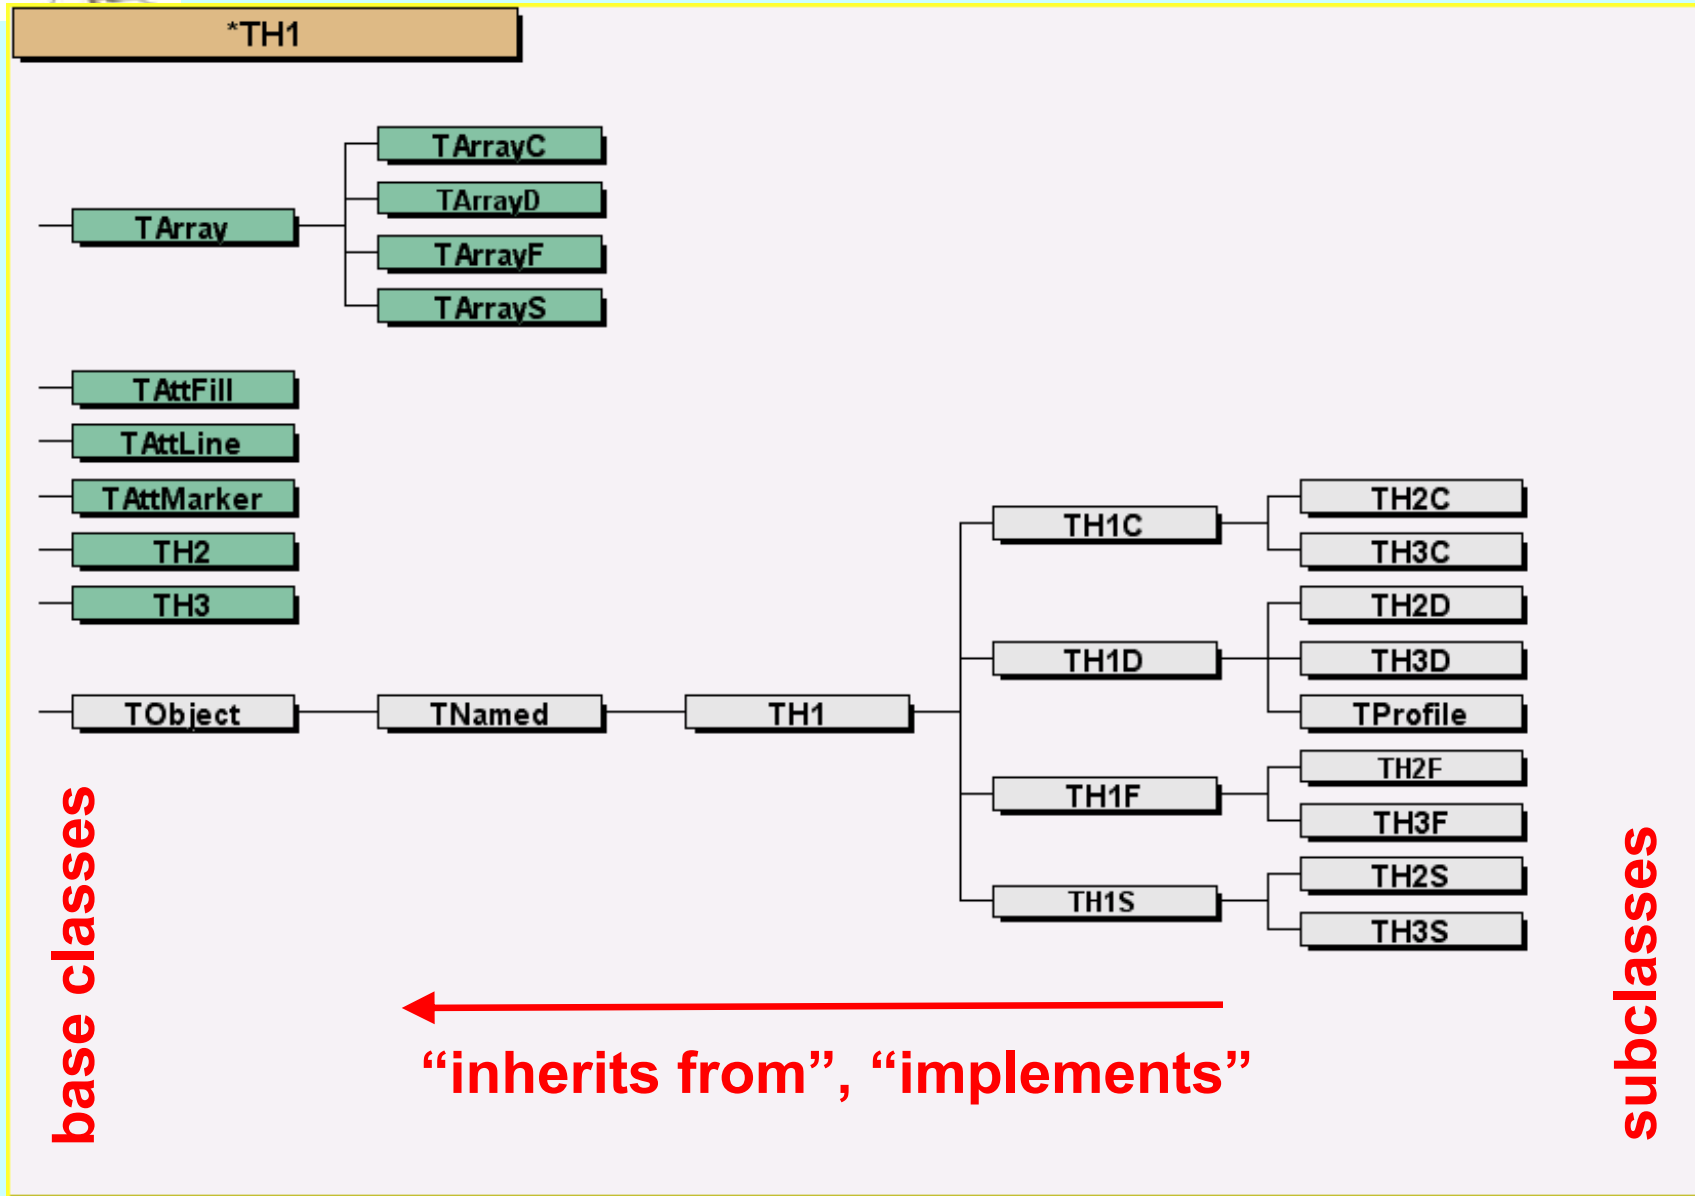 *TH1
TArrayC
TArrayD
TArray
TArrayF
TArrayS
TAttFill
TAttLine
TAttMarker
TH2
TH3
TObject
TNamed
TH1
TH1C
TH2C
TH3C
TH1D
TH2D
TH3D
TProfile
TH1F
TH2F
TH3F
TH1S
TH2S
TH3S
base classes
“inherits from”, “implements”
subclasses